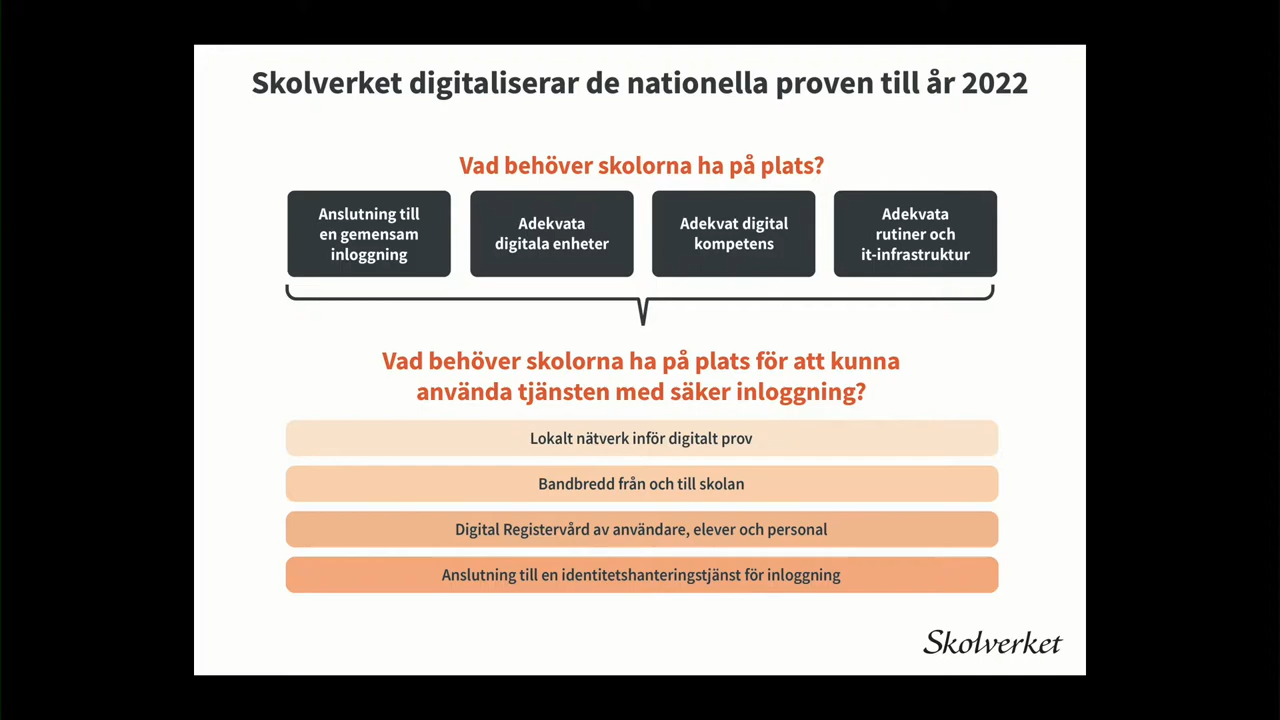 Skolverket digitaliserar de nationella proven till år 2022
Vad behöver skolorna ha på plats?
Anslutning till
en gemensam
inloggning
Adekvata
digitala enheter
Adekvat digital
kompetens
Adekvata
rutiner och
it-infrastruktur
Vad behöver skolorna ha på plats för att kunna
använda tjänsten med säker inloggning?
Lokalt nätverk inför digitalt prov
Bandbredd från och till skolan
Digital Registervård av användare, elever och personal
Anslutning till en identitetshanteringstjänst för inloggning
Skolverket